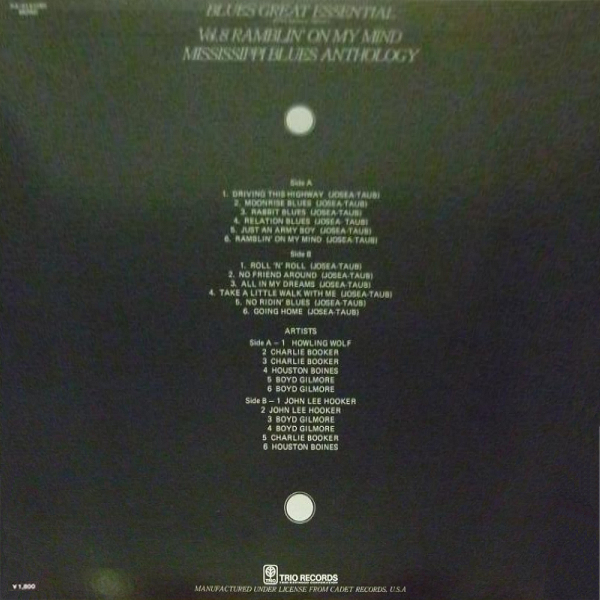 BLUES GREAT ESSENTIAL
Vol.8 RAMBLIN' ON MY MIND
MISSISSIPPI BLUES ANTHOLOGY
Side A
1. DRIVING THIS HIGHWAY (JOSEA-TAUB)
2. MOONRISE BLUES (JOSEA-TAUB)
3. RABBIT BLUES (JOSEA-TAUB)
4. RELATION BLUES (JOSEA-TAUB)
5. JUST AN ARMY BOY (JOSEA-TAUB)
6. RAMBLIN' ON MY MIND (JOSEA-TAUB)
Side B
1. ROLL 'N' ROLL (JOSEA-TAUB)
2. NO FRIEND AROUND (JOSEA-TAUB)
3. ALL IN MY DREAMS (JOSEA-TAUB)
4. TAKE A LITTLE WALK WITH ME (JOSEA-TAUB)
5. NO RIDIN' BLUES (JOSEA-TAUB)
6. GOING HOME (JOSEA-TAUB)
ARTISTS
Side A – 1 HOWLING WOLF
2 CHARLIE BOOKER
3 CHARLIE BOOKER
4 HOUSTON BOINES
5 BOYD GILMORE
6 BOYD GILMORE
Side B – 1 JOHN LEE HOOKER
2 JOHN LEE HOOKER
3 BOYD GILMORE
4 BOYD GILMORE
5 CHARLIE BOOKER
6 HOUSTON BOINES
TRIO RECORDS
¥1,800
MANUFACTURED UNDER LICENSE FROM CADET RECORDS, U.S.A